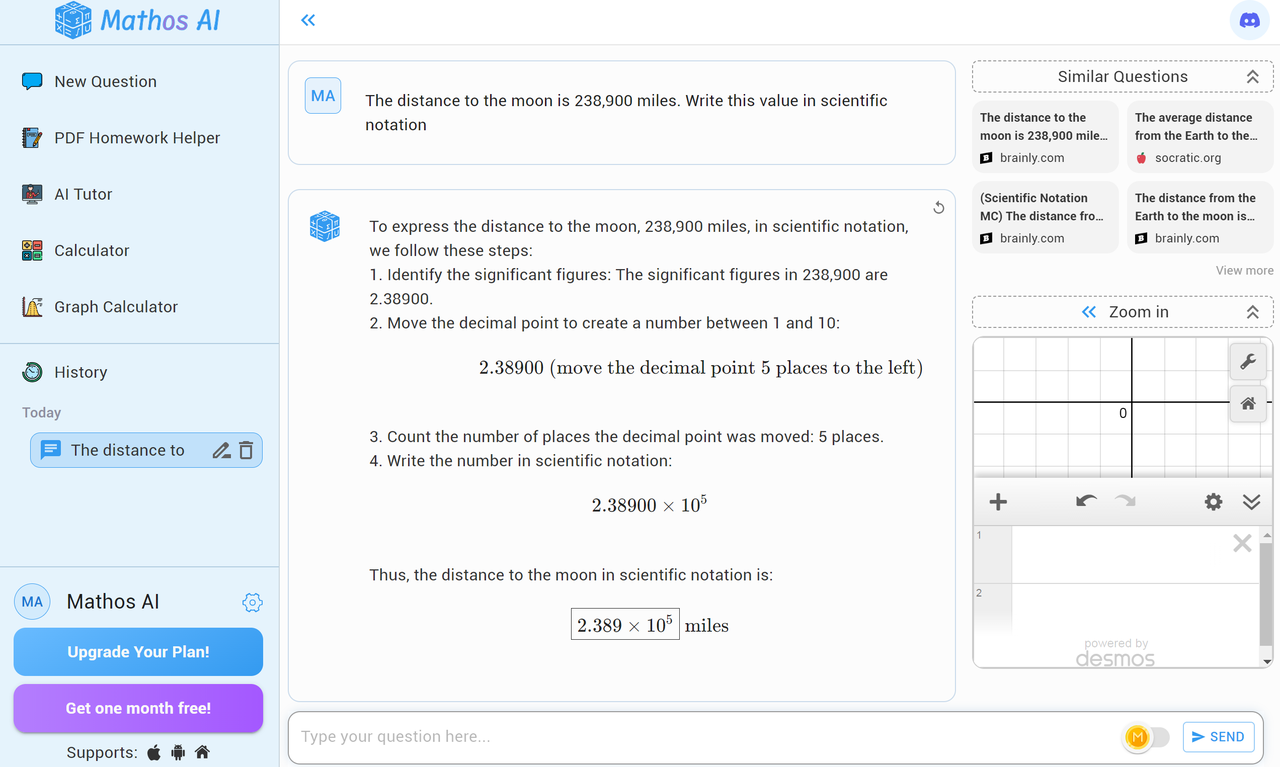 Mathos AI
New Question
PDF Homework Helper
AI Tutor
Calculator
Graph Calculator
History
Today
The distance to
MA
Mathos AI
Upgrade Your Plan!
Get one month free!
Supports:
MA
The distance to the moon is 238,900 miles. Write this value in scientific
notation
To express the distance to the moon, 238,900 miles, in scientific notation,
we follow these steps:
1. Identify the significant figures: The significant figures in 238,900 are
2.38900.
2. Move the decimal point to create a number between 1 and 10:
2.38900 (move the decimal point 5 places to the left)
3. Count the number of places the decimal point was moved: 5 places.
4. Write the number in scientific notation:
2.38900 × 10⁵
Thus, the distance to the moon in scientific notation is:
2.389 × 10⁵ miles
Type your question here...
M
SEND
Similar Questions
The distance to the
moon is 238,900 mile...
brainly.com
The average distance
from the Earth to the...
socratic.org
(Scientific Notation
MC) The distance fro...
brainly.com
The distance from the
Earth to the moon is...
brainly.com
View more
Zoom in
0
1
2
powered by
desmos